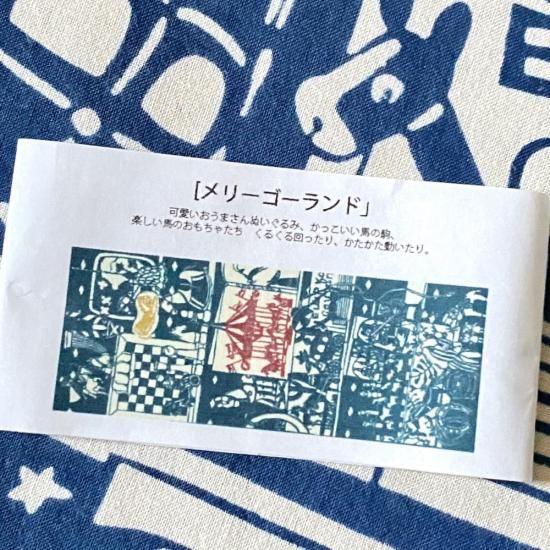 [メリーゴーランド」
可愛いおうまさんぬいぐるみ、かっこいい馬の駒、
楽しい馬のおもちゃたち　くるくる回ったり、かたかた動いたり。